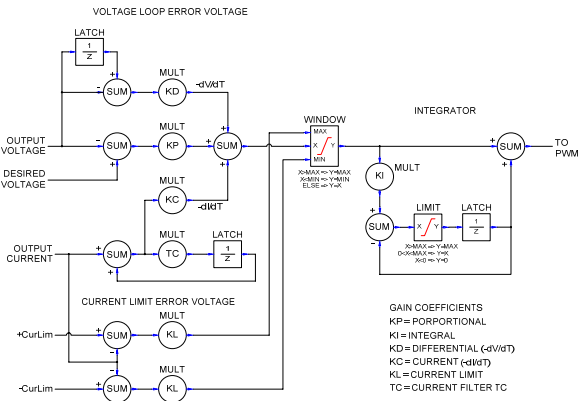 VOLTAGE LOOP ERROR VOLTAGE
LATCH
1
Z
+
MULT
-dV/dT
-
SUM
KD
WINDOW
INTEGRATOR
MAX
X Y
MIN
X>MAX => Y=MAX
X<MIN => Y=MIN
ELSE => Y=X
OUTPUT
VOLTAGE
-
SUM
+
MULT
KP
+
+
SUM
+
+
SUM
+
TO
PWM
DESIRED
VOLTAGE
MULT
KC
-dI/dT
KI
MULT
OUTPUT
CURRENT
+
SUM
+
MULT
TC
LATCH
1
Z
+
SUM
-
LIMIT
X Y
LATCH
1
Z
X>MAX => Y=MAX
0<X<MAX => Y=X
X<0 => Y=0
CURRENT LIMIT ERROR VOLTAGE
+CurLim
+
SUM
-
MULT
KL
-CurLim
-
SUM
+
MULT
KL
GAIN COEFFICIENTS
KP = PORPORTIONAL
KI = INTEGRAL
KD = DIFFERENTIAL (-dV/dT)
KC = CURRENT (-dI/dT)
KL = CURRENT LIMIT
TC = CURRENT FILTER TC